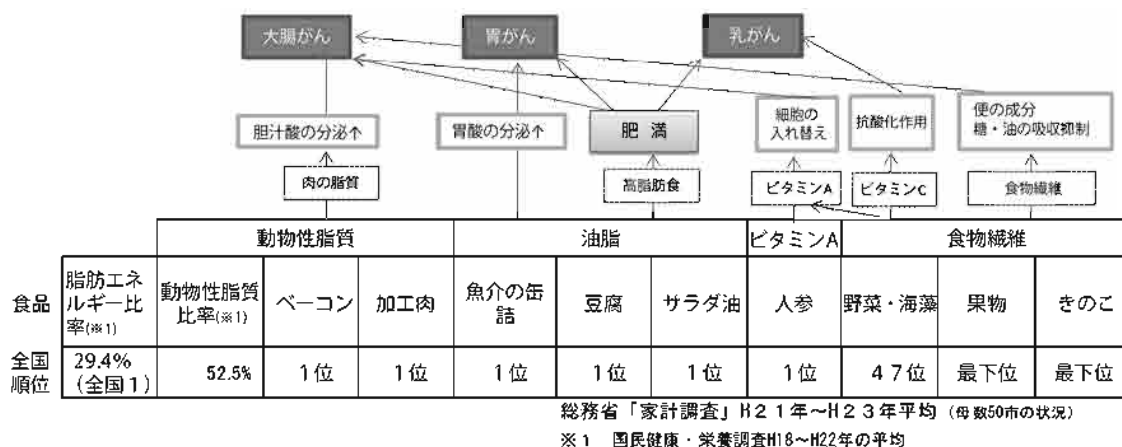 大腸がん 胃がん 乳がん
胆汁酸の分泌↑ 胃酸の分泌↑ 肥 満 細胞の入れ替え 抗酸化作用 便の成分
糖・油の吸収抑制
肉の脂質 高脂肪食 ビタミンA ビタミンC 食物繊維
動物性脂質 油脂 ビタミンA 食物繊維
食品 脂肪エネルギー比率(※1) 動物性脂質比率(※1) ベーコン 加工肉 魚介の缶詰 豆腐 サラダ油 人参 野菜・海藻 果物 きのこ
全国順位 29.4%(全国1) 52.5% 1位 1位 1位 1位 1位 1位 47位 最下位 最下位
総務省「家計調査」H21年~H23年平均 (母数50市の状況)
※1 国民健康・栄養調査H18~H22年の平均